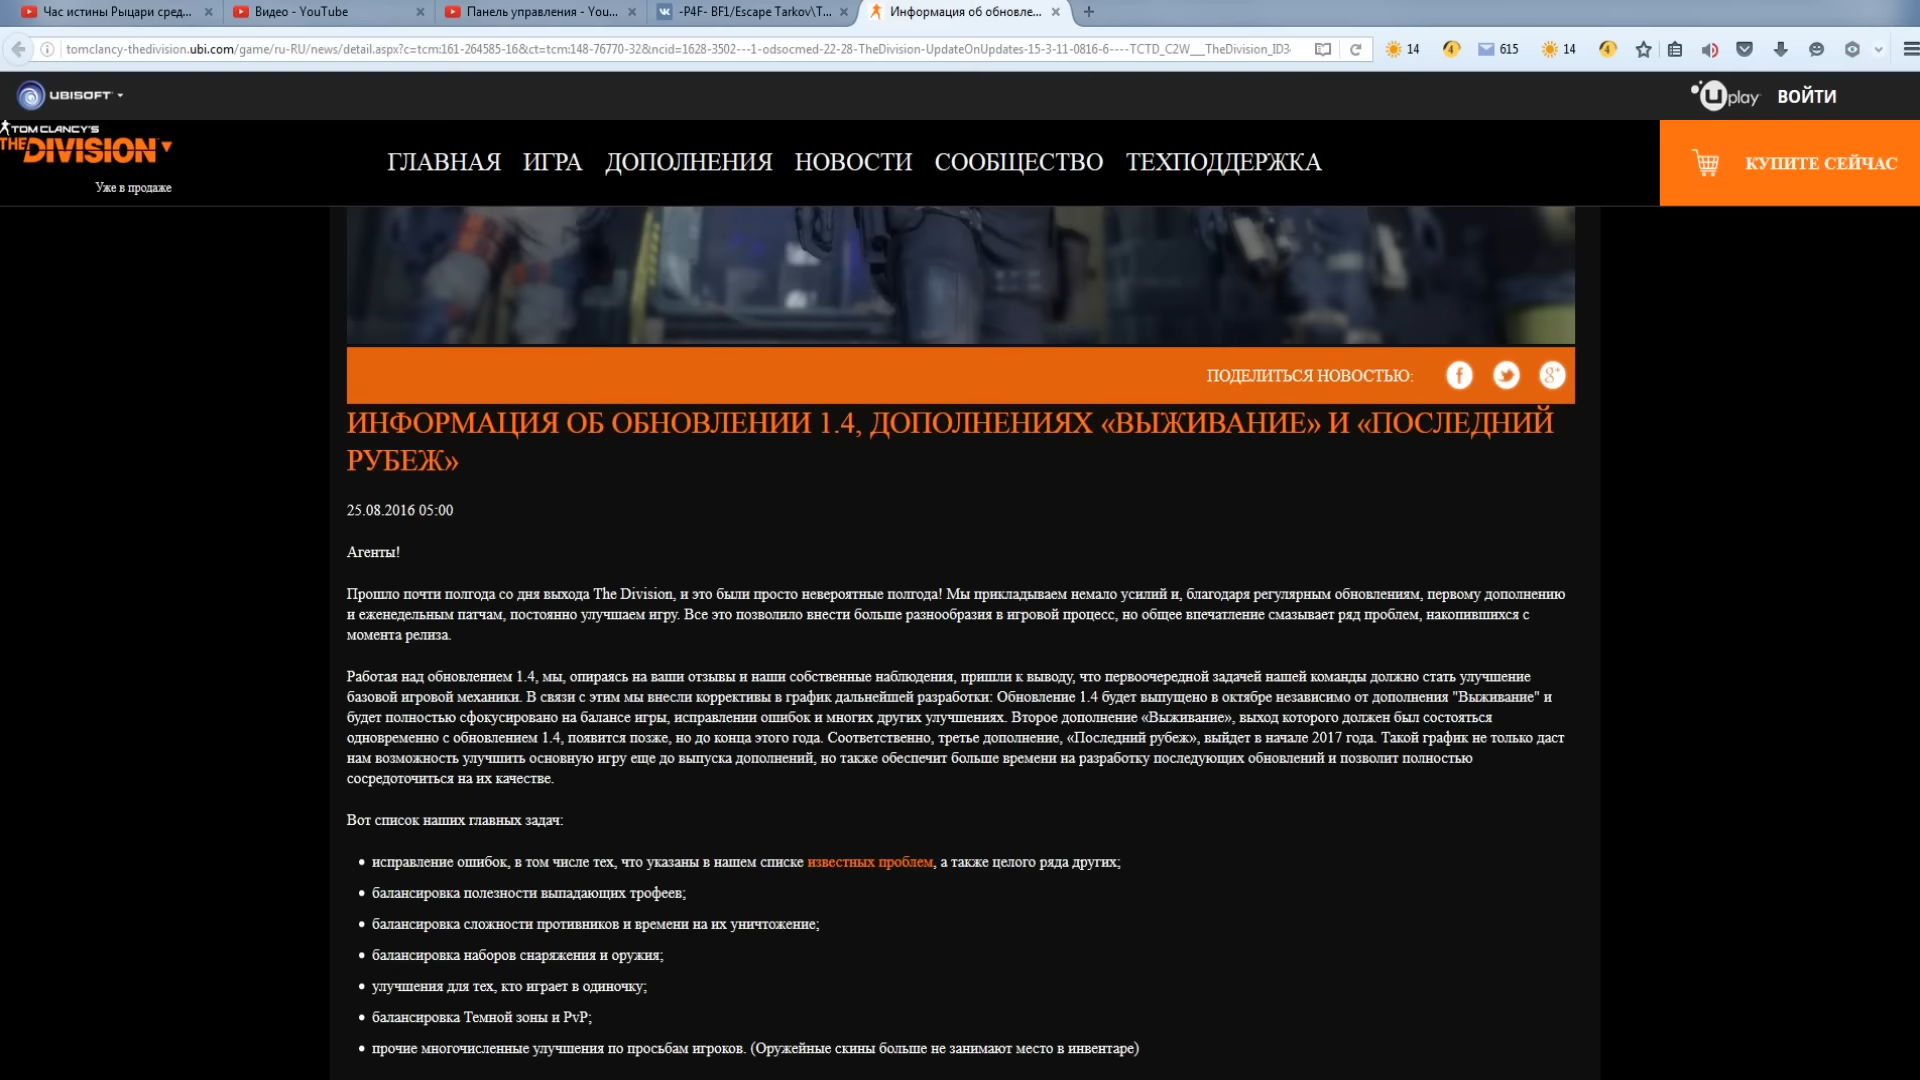 Час истины Рыцари сред...
Видео - YouTube
Панель управления - You...
-P4F- BF1/Escape Tarkov\T...
Информация об обновле...
tomclancy-thedivision.ubi.com/game/ru-RU/news/detail.aspx?c=tcm:161-264585-16&ct=tcm:148-76770-32&ncid=1628-3502---1-odsocmed-22-28-TheDivision-UpdateOnUpdates-15-3-11-0816-6----TCTD_C2W___TheDivision_ID3
14
4
615
14
4
UBISOFT
Uplay
ВОЙТИ
TOM CLANCY'S
THE DIVISION
Уже в продаже
ГЛАВНАЯ ИГРА ДОПОЛНЕНИЯ НОВОСТИ СООБЩЕСТВО ТЕХПОДДЕРЖКА
КУПИТЕ СЕЙЧАС
ПОДЕЛИТЬСЯ НОВОСТЬЮ:
ИНФОРМАЦИЯ ОБ ОБНОВЛЕНИИ 1.4, ДОПОЛНЕНИЯХ «ВЫЖИВАНИЕ» И «ПОСЛЕДНИЙ
РУБЕЖ»
25.08.2016 05:00
Агенты!
Прошло почти полгода со дня выхода The Division, и это были просто невероятные полгода! Мы прикладываем немало усилий и, благодаря регулярным обновлениям, первому дополнению
и еженедельным патчам, постоянно улучшаем игру. Все это позволило внести больше разнообразия в игровой процесс, но общее впечатление смазывает ряд проблем, накопившихся с
момента релиза.
Работая над обновлением 1.4, мы, опираясь на ваши отзывы и наши собственные наблюдения, пришли к выводу, что первоочередной задачей нашей команды должно стать улучшение
базовой игровой механики. В связи с этим мы внесли коррективы в график дальнейшей разработки: Обновление 1.4 будет выпущено в октябре независимо от дополнения "Выживание" и
будет полностью сфокусировано на балансе игры, исправлении ошибок и многих других улучшениях. Второе дополнение «Выживание», выход которого должен был состояться
одновременно с обновлением 1.4, появится позже, но до конца этого года. Соответственно, третье дополнение, «Последний рубеж», выйдет в начале 2017 года. Такой график не только даст
нам возможность улучшить основную игру еще до выпуска дополнений, но также обеспечит больше времени на разработку последующих обновлений и позволит полностью
сосредоточиться на их качестве.
Вот список наших главных задач:
• исправление ошибок, в том числе тех, что указаны в нашем списке известных проблем, а также целого ряда других;
• балансировка полезности выпадающих трофеев;
• балансировка сложности противников и времени на их уничтожение;
• балансировка наборов снаряжения и оружия;
• улучшения для тех, кто играет в одиночку;
• балансировка Темной зоны и PvP;
• прочие многочисленные улучшения по просьбам игроков. (Оружейные скины больше не занимают место в инвентаре)